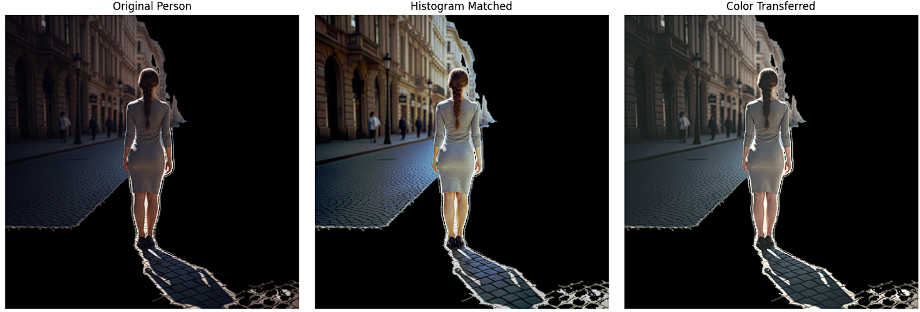 Original Person
Histogram Matched
Color Transferred